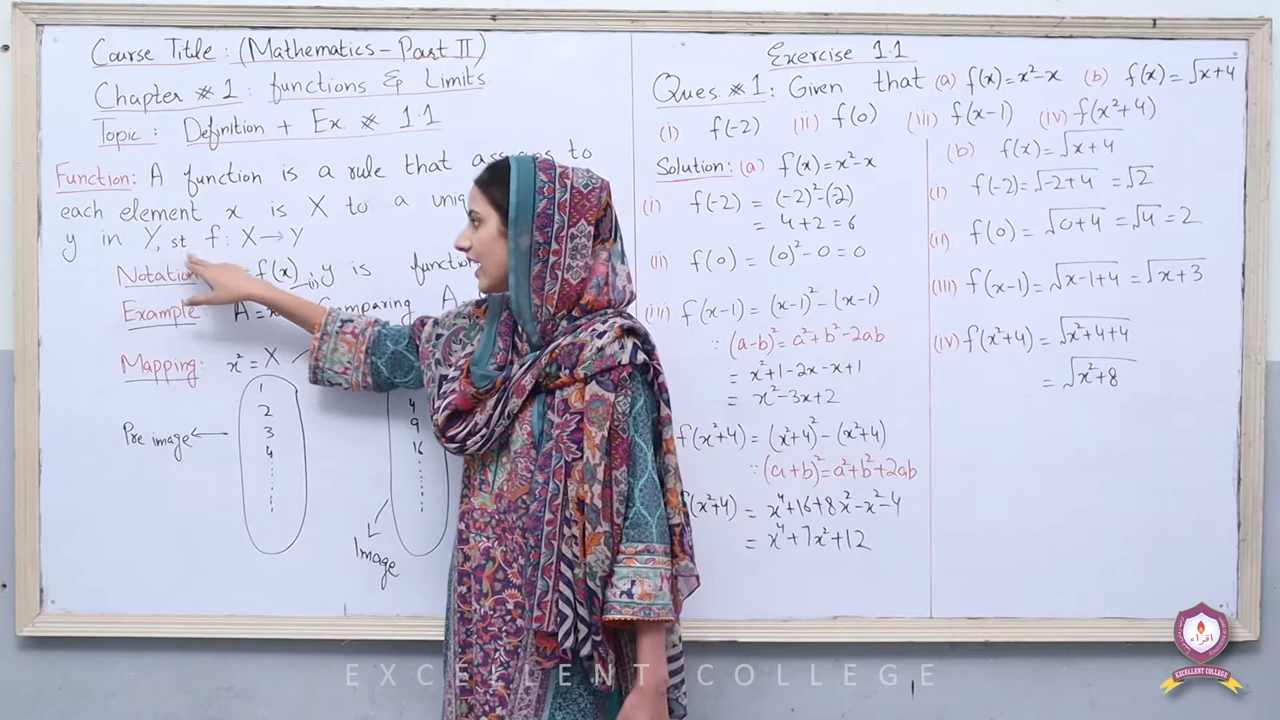 Course Title : (Mathematics - Part II)
Chapter # 1 : functions & Limits
Topic : Definition + Ex. # 1.1
Function: A function is a rule that assigns to
each element x is X to a
y in Y, st f : X → Y
Notation = f(x) y is function
Example: A = Comparing A
Mapping: x² = X
1
2
3
4
Pre image ←
4
9
16
Image
Exercise 1.1
Ques # 1 : Given that (a) f(x)=x²-x (b) f(x)=√x+4
(i) f(-2) (ii) f(0) (iii) f(x-1) (iv) f(x²+4)
Solution: (a) f(x)=x²-x
(i) f(-2) = (-2)²-(-2)
= 4+2 = 6
(ii) f(0) = (0)²-0 = 0
(iii) f(x-1) = (x-1)²-(x-1)
∵ (a-b)² = a²+b²-2ab
= x²+1-2x-x+1
= x²-3x+2
f(x²+4) = (x²+4)²-(x²+4)
∵ (a+b)² = a²+b²+2ab
f(x²+4) = x⁴+16+8x²-x²-4
= x⁴+7x²+12
(b) f(x) = √x+4
(i) f(-2) = √-2+4 = √2
(ii) f(0) = √0+4 = √4 = 2
(iii) f(x-1) = √x-1+4 = √x+3
(iv) f(x²+4) = √x²+4+4
= √x²+8
اقراء
EXCELLENT COLLEGE
EXCELLENT COLLEGE